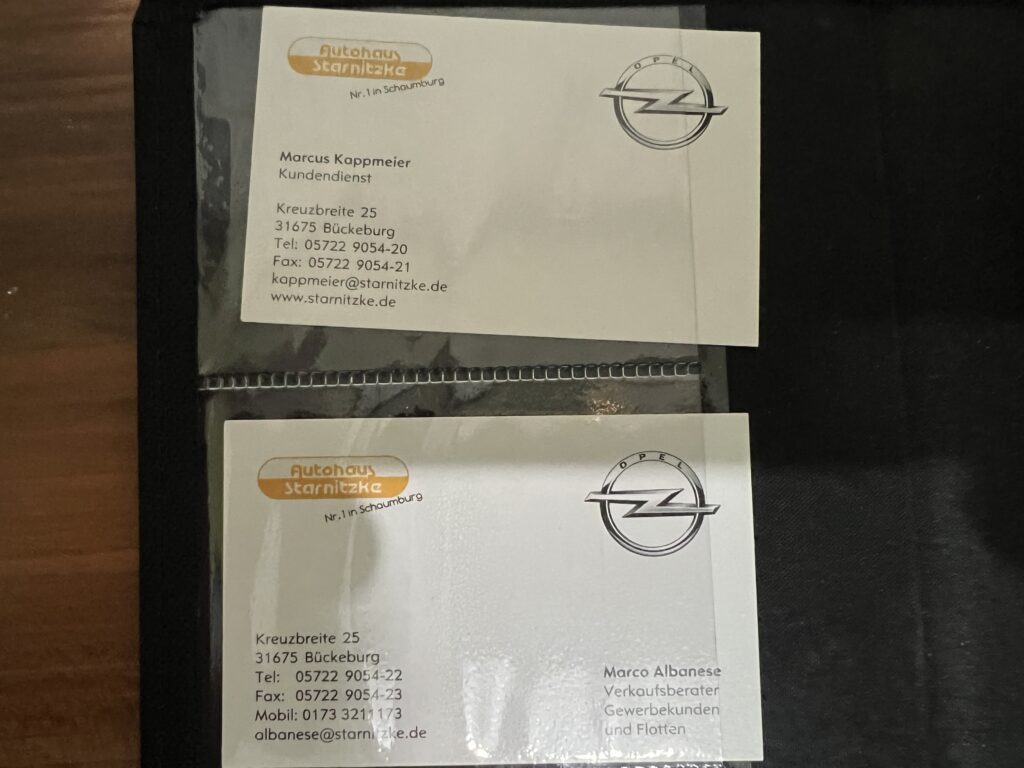 Autohaus
Starnitzke
Nr. 1 in Schaumburg
OPEL
Marcus Kappmeier
Kundendienst
Kreuzbreite 25
31675 Bückeburg
Tel: 05722 9054-20
Fax: 05722 9054-21
kappmeier@starnitzke.de
www.starnitzke.de
Autohaus
Starnitzke
Nr. 1 in Schaumburg
OPEL
Kreuzbreite 25
31675 Bückeburg
Tel: 05722 9054-22
Fax: 05722 9054-23
Mobil: 0173 3211173
albanese@starnitzke.de
Marco Albanese
Verkaufsberater
Gewerbekunden
und Flotten